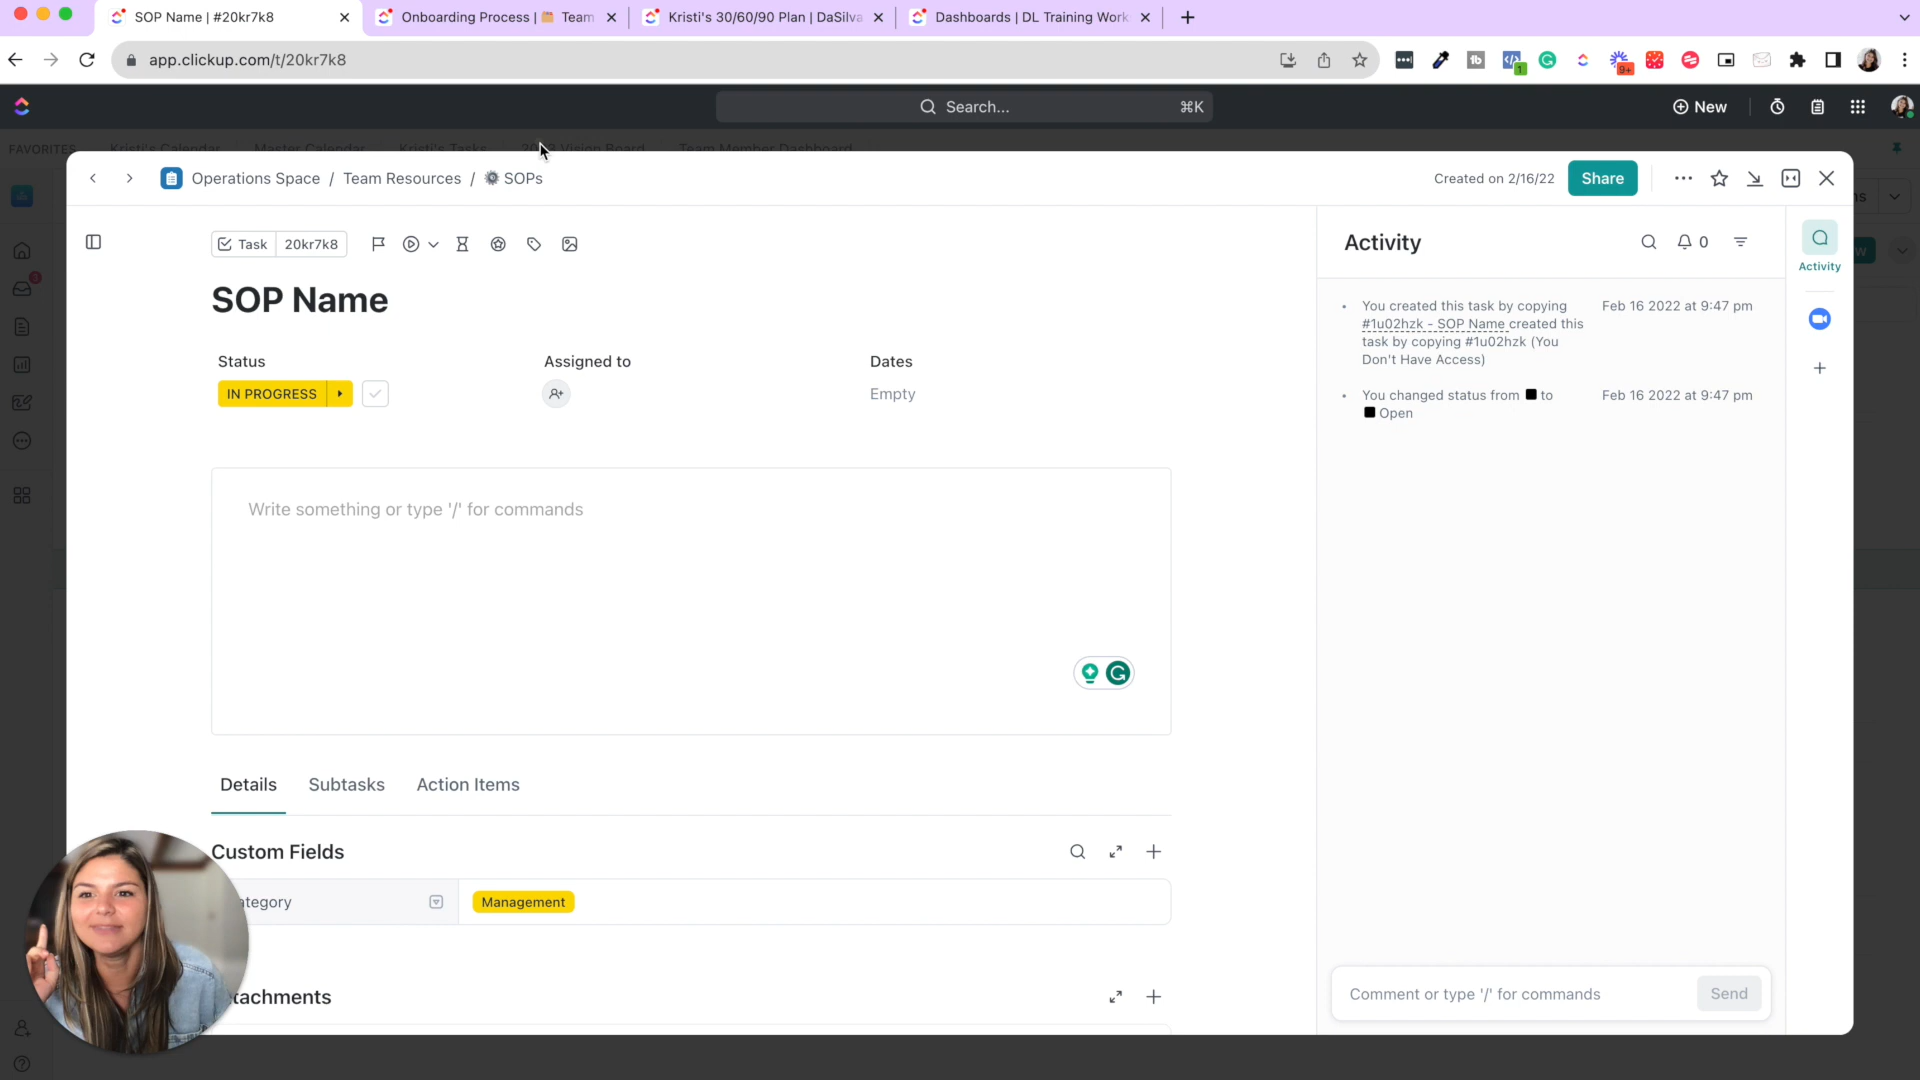 SOP Name | #20kr7k8
Onboarding Process | Team
Kristi's 30/60/90 Plan | DaSilva
Dashboards | DL Training Work
app.clickup.com/t/20kr7k8
1
9+
Search...
⌘K
New
FAVORITES
Kristi's Calendar
Master Calendar
Kristi's Tasks
Vision Board
Team Member Dashboard
Operations Space / Team Resources / SOPs
Created on 2/16/22
Share
Task
20kr7k8
SOP Name
Status
Assigned to
Dates
IN PROGRESS
Empty
Write something or type '/' for commands
Details
Subtasks
Action Items
Custom Fields
ategory
Management
tachments
Activity
0
You created this task by copying
#1u02hzk - SOP Name created this
task by copying #1u02hzk (You
Don't Have Access)
Feb 16 2022 at 9:47 pm
You changed status from to
Open
Feb 16 2022 at 9:47 pm
Activity
Comment or type '/' for commands
Send